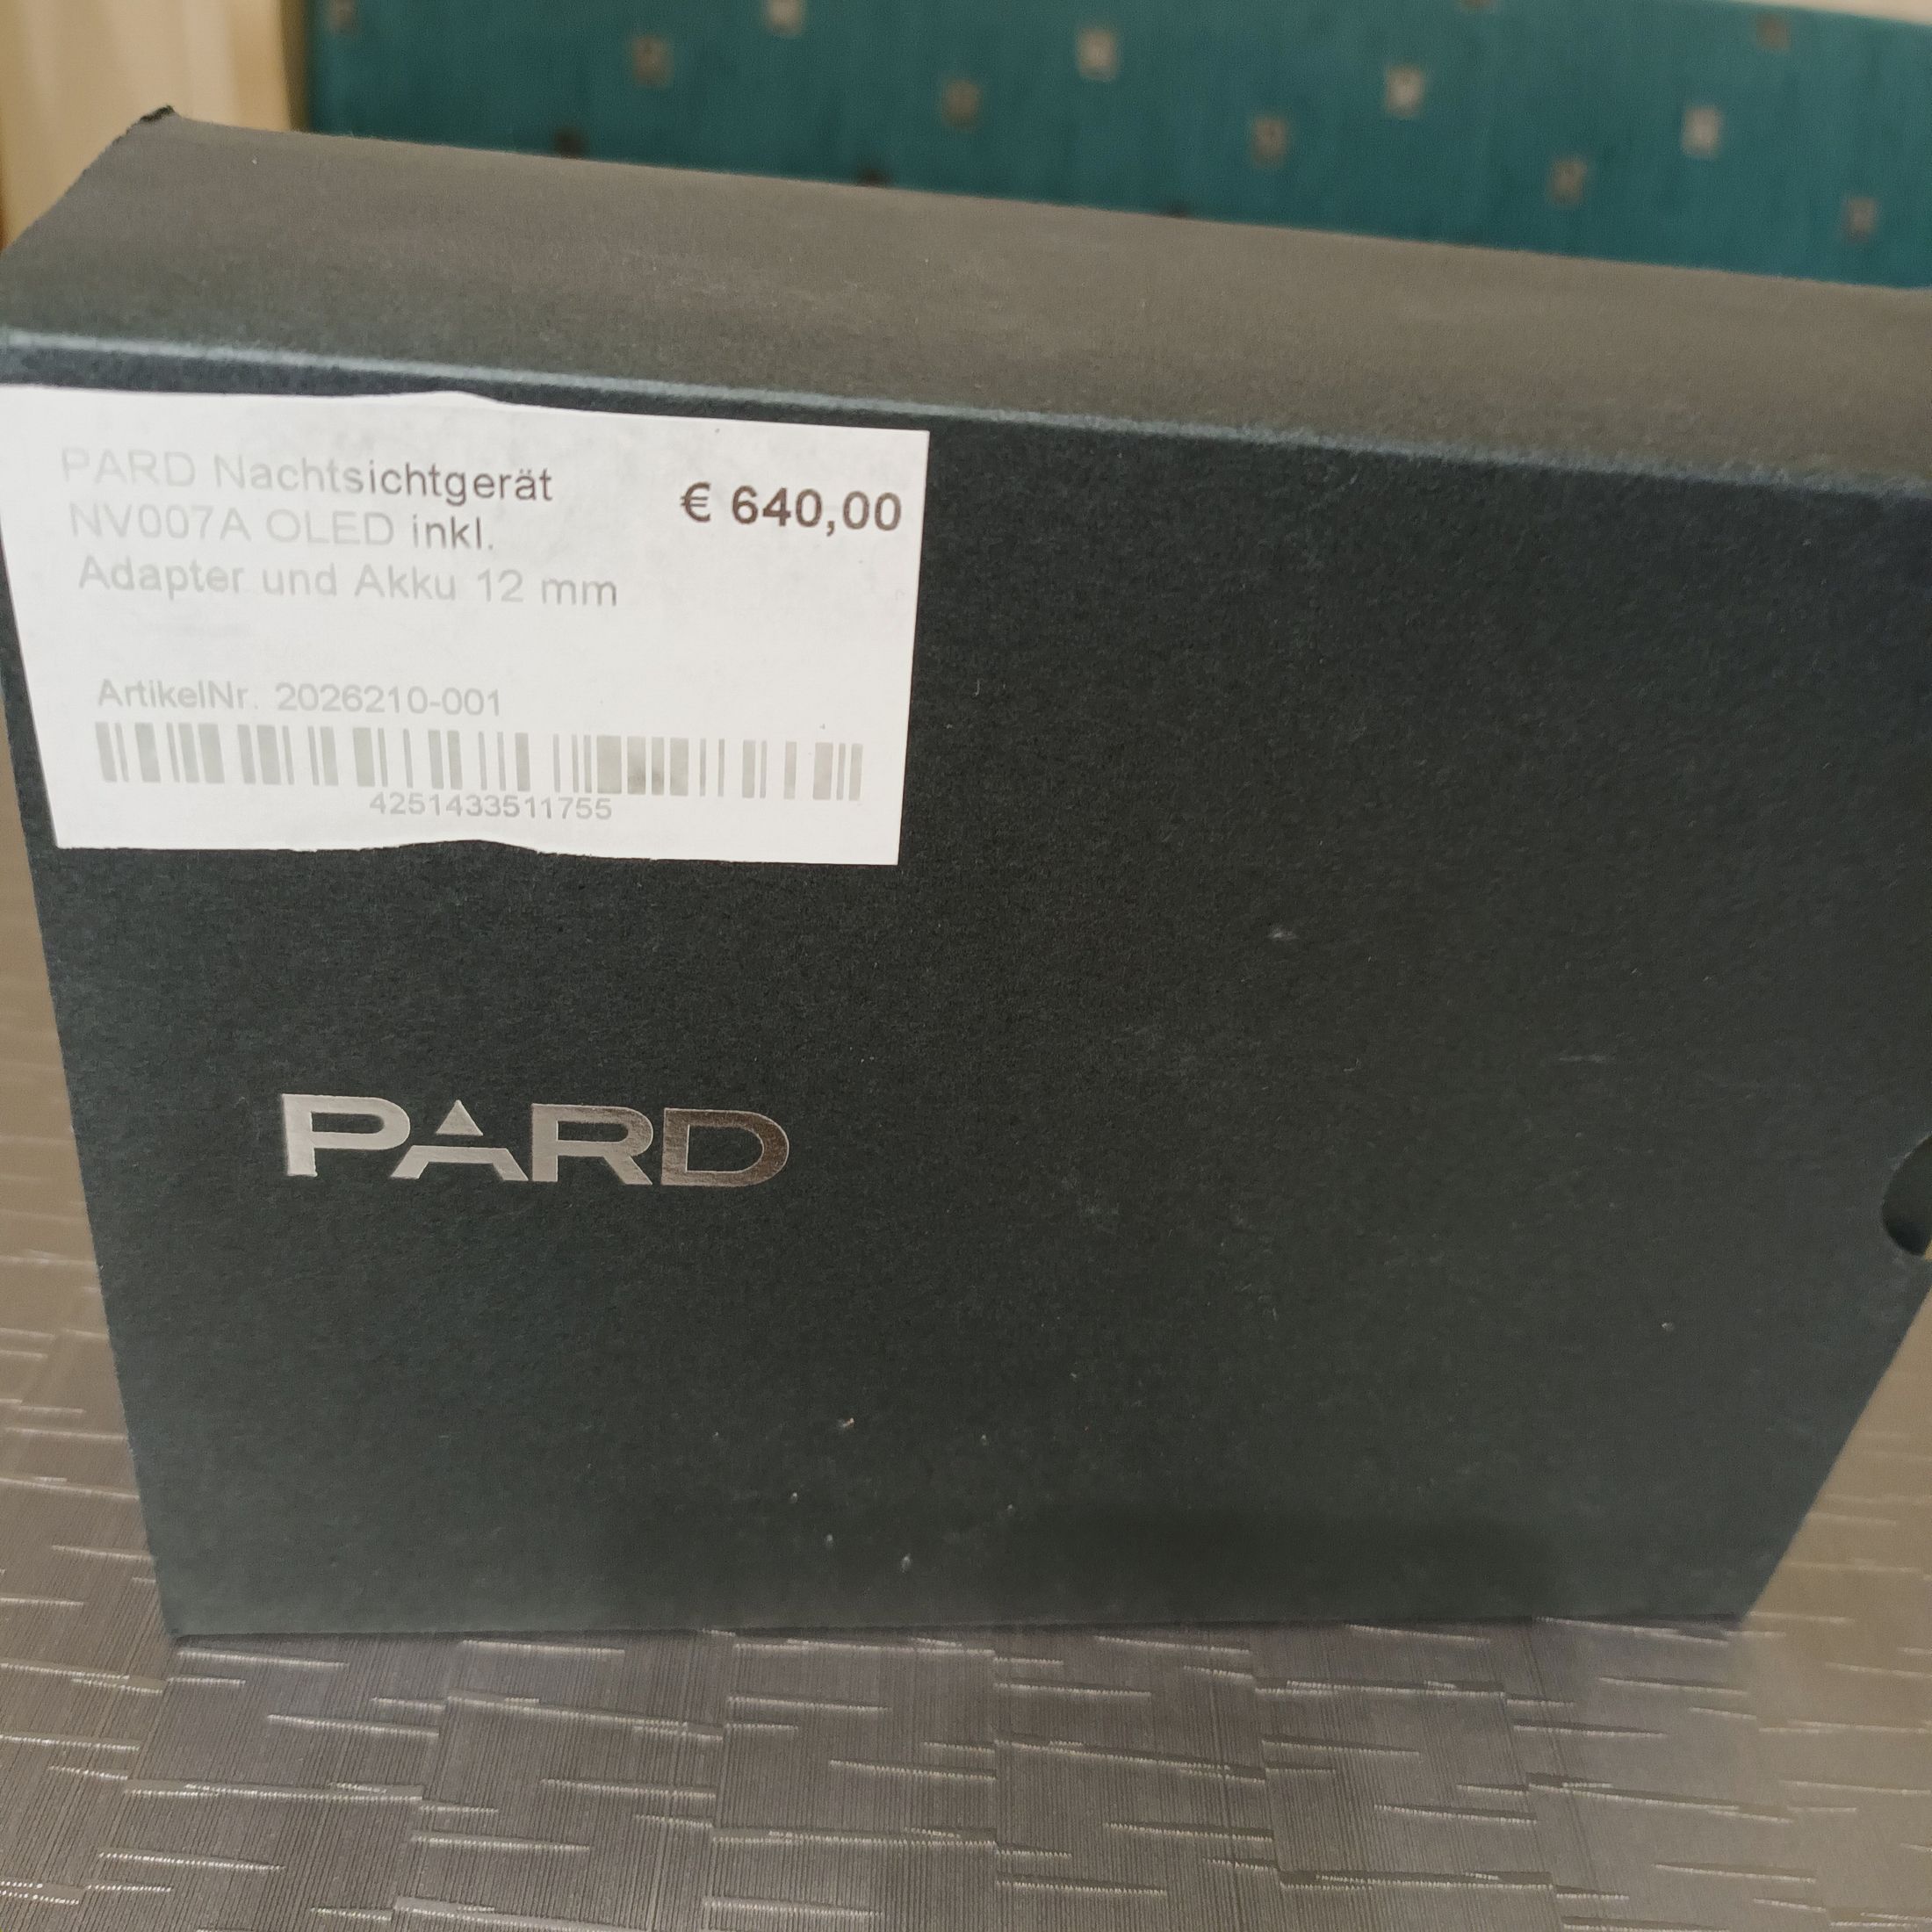 PARD Nachtsichtgerät
€ 640,00
NV007A OLED inkl.
Adapter und Akku 12 mm
ArtikelNr. 2026210-001
4251433511755
PARD